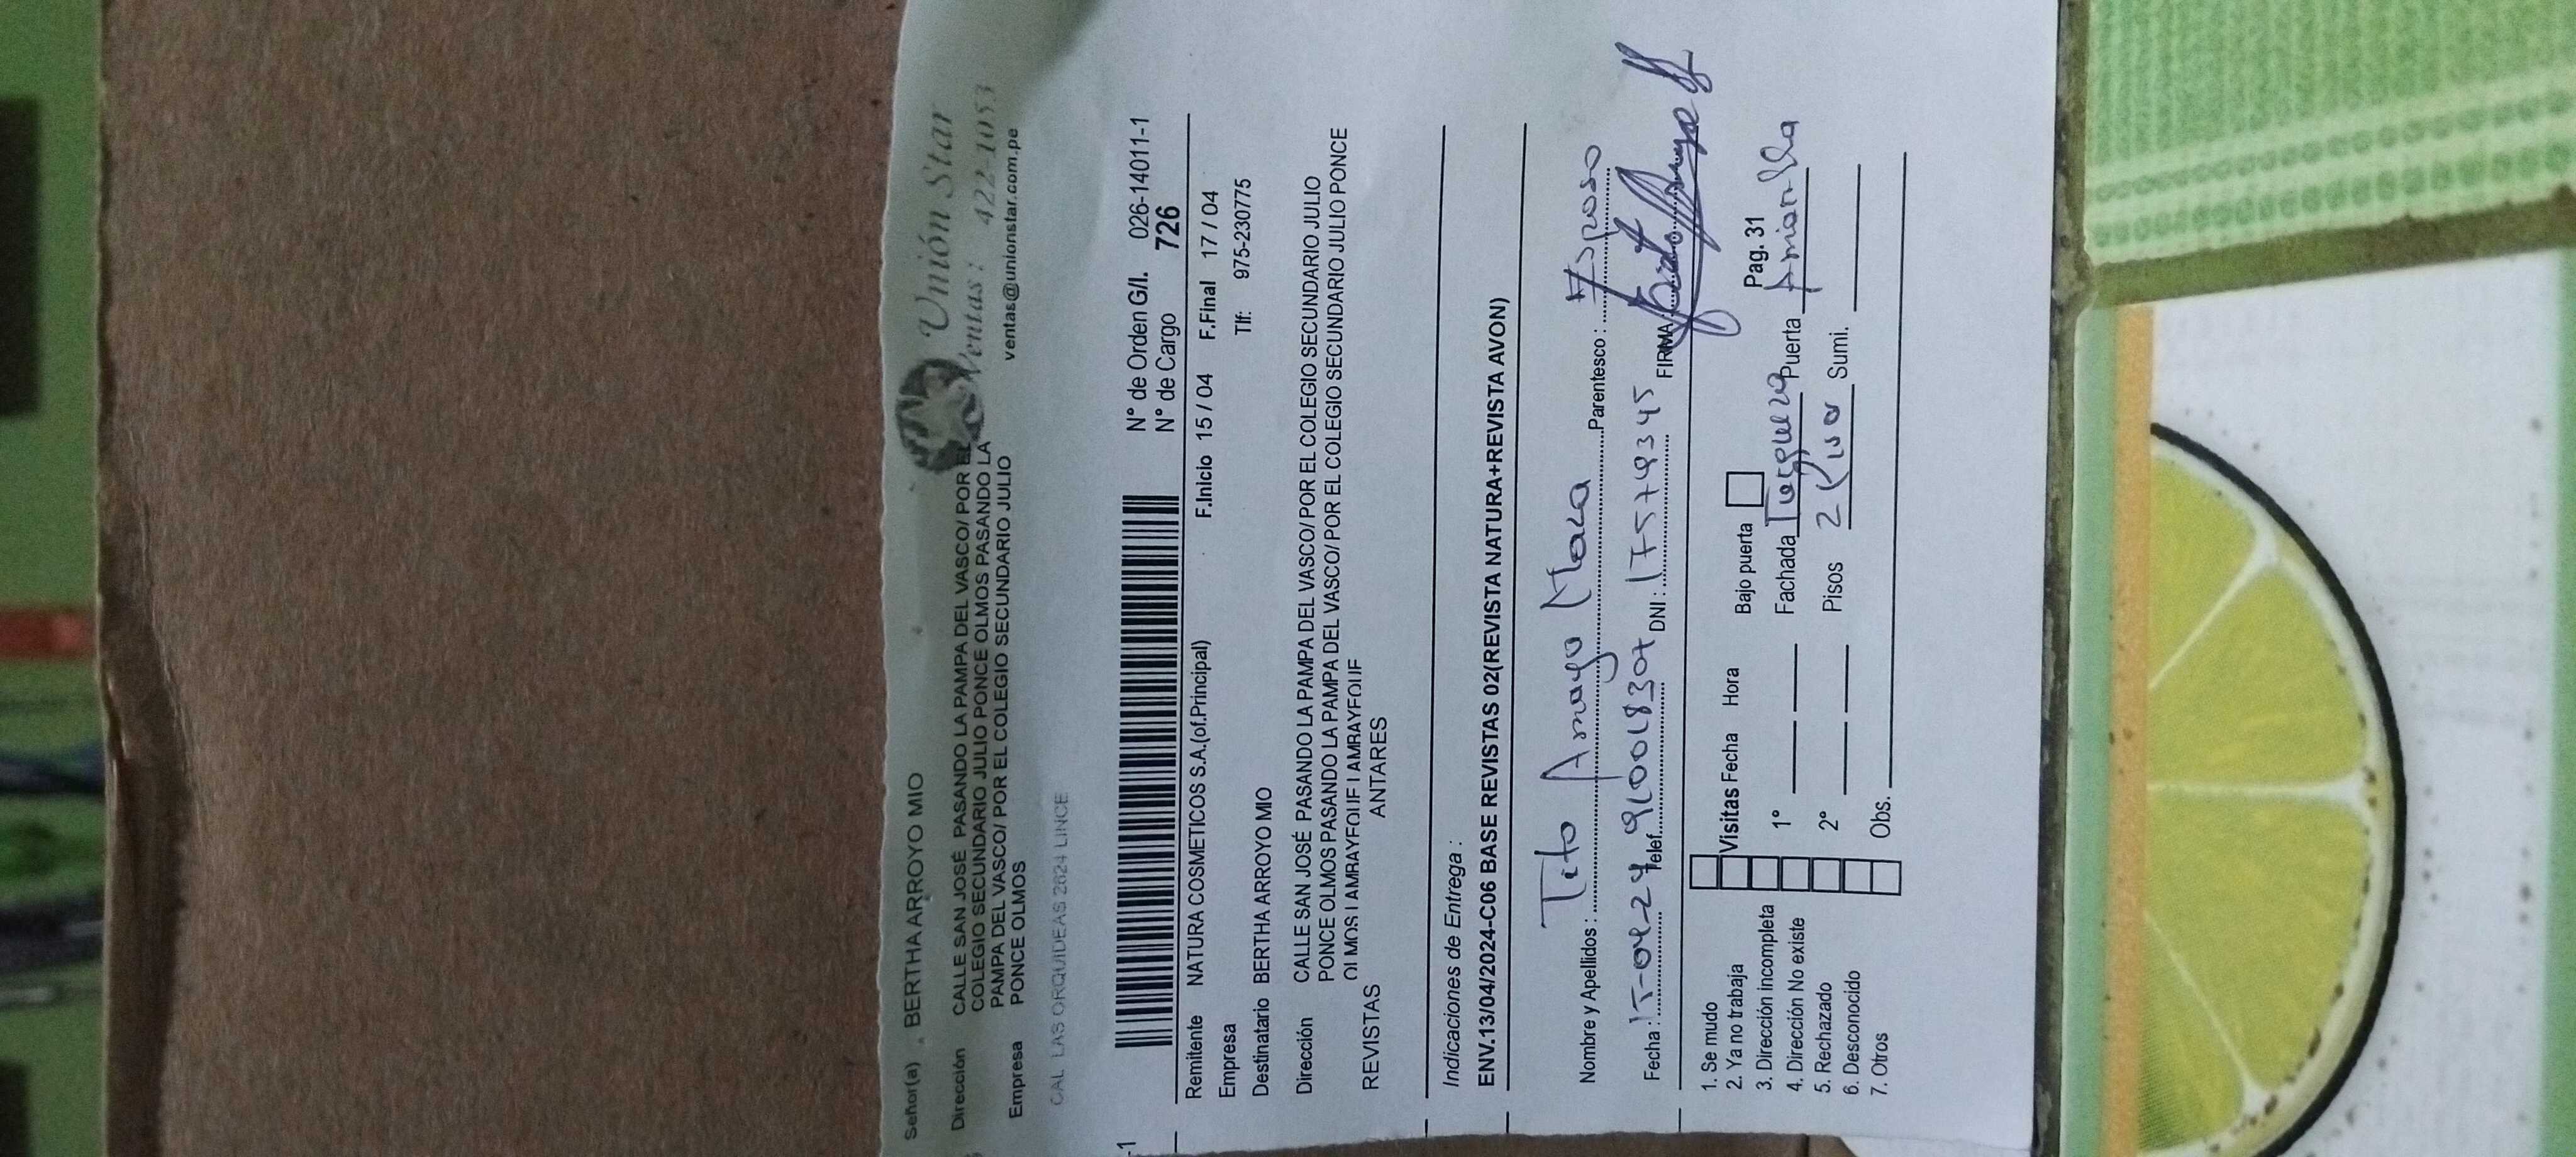 Señor(a) . BERTHA ARROYO MIO
Unión Star
Ventas: 422-1053
ventas@unionstar.com.pe
Dirección CALLE SAN JOSÉ PASANDO LA PAMPA DEL VASCO/ POR EL
COLEGIO SECUNDARIO JULIO PONCE OLMOS PASANDO LA
PAMPA DEL VASCO/ POR EL COLEGIO SECUNDARIO JULIO
Empresa PONCE OLMOS
CAL LAS ORQUIDEAS 2624 LINCE
N° de Orden G/I. 026-14011-1
N° de Cargo 726
Remitente NATURA COSMETICOS S.A.(of.Principal) F.Inicio 15 / 04 F.Final 17 / 04
Empresa Tlf: 975-230775
Destinatario BERTHA ARROYO MIO
Dirección CALLE SAN JOSÉ PASANDO LA PAMPA DEL VASCO/ POR EL COLEGIO SECUNDARIO JULIO
PONCE OLMOS PASANDO LA PAMPA DEL VASCO/ POR EL COLEGIO SECUNDARIO JULIO PONCE
OLMOS LAMBAYEQUE LAMBAYEQUE
REVISTAS ANTARES
Indicaciones de Entrega :
ENV.13/04/2024-C06 BASE REVISTAS 02(REVISTA NATURA+REVISTA AVON)
Nombre y Apellidos : Tito Amayo Maza Parentesco : Esposo
Fecha : 15-04-24 Telef. DNI : 17574345 FIRMA
1. Se mudo
2. Ya no trabaja
3. Dirección incompleta
4. Dirección No existe
5. Rechazado
6. Desconocido
7. Otros
Visitas Fecha Hora Bajo puerta Pag. 31
1° Fachada Puerta
2° Pisos 2 Sumi.
Obs.